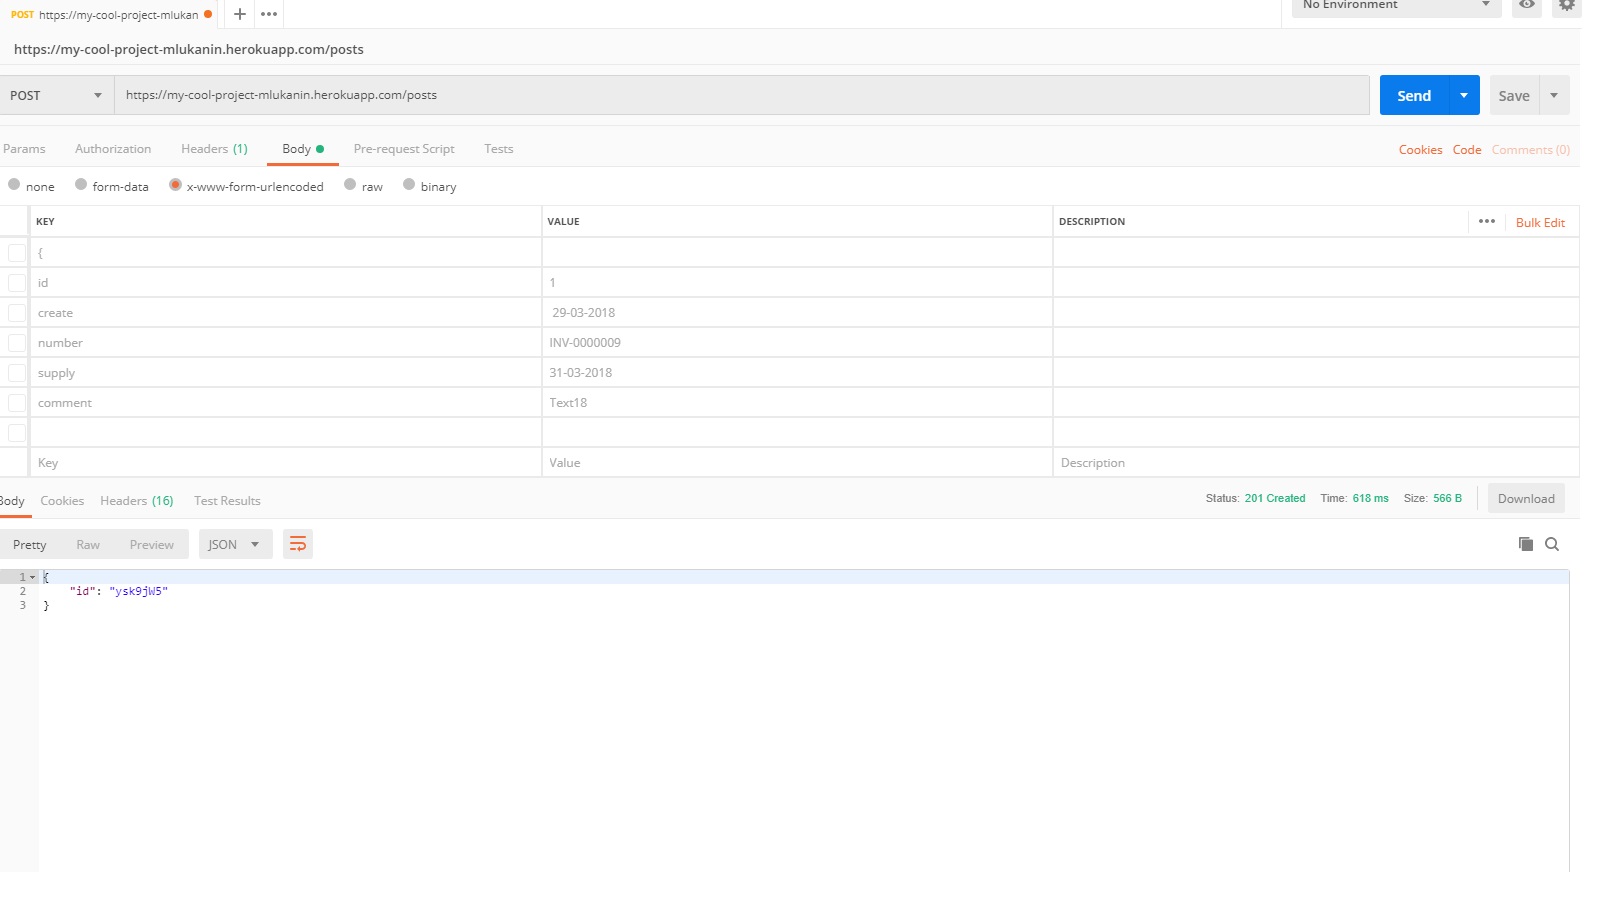 POST https://my-cool-project-mlukan
No Environment
https://my-cool-project-mlukanin.herokuapp.com/posts
POST https://my-cool-project-mlukanin.herokuapp.com/posts Send Save
Params Authorization Headers (1) Body Pre-request Script Tests Cookies Code Comments (0)
none form-data x-www-form-urlencoded raw binary
KEY VALUE DESCRIPTION ••• Bulk Edit
{
id 1
create 29-03-2018
number INV-0000009
supply 31-03-2018
comment Text18
Key Value Description
Body Cookies Headers (16) Test Results Status: 201 Created Time: 618 ms Size: 566 B Download
Pretty Raw Preview JSON
1 {
2 "id": "ysk9jW5"
3 }